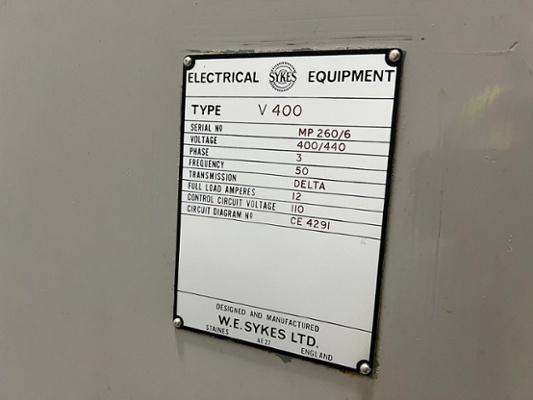 ELECTRICAL SYKES EQUIPMENT
TYPE V 400
SERIAL Nº MP 260/6
VOLTAGE 400/440
PHASE 3
FREQUENCY 50
TRANSMISSION DELTA
FULL LOAD AMPERES 12
CONTROL CIRCUIT VOLTAGE 110
CIRCUIT DIAGRAM Nº CE 4291
DESIGNED AND MANUFACTURED
W.E. SYKES LTD.
STAINES AE27 ENGLAND